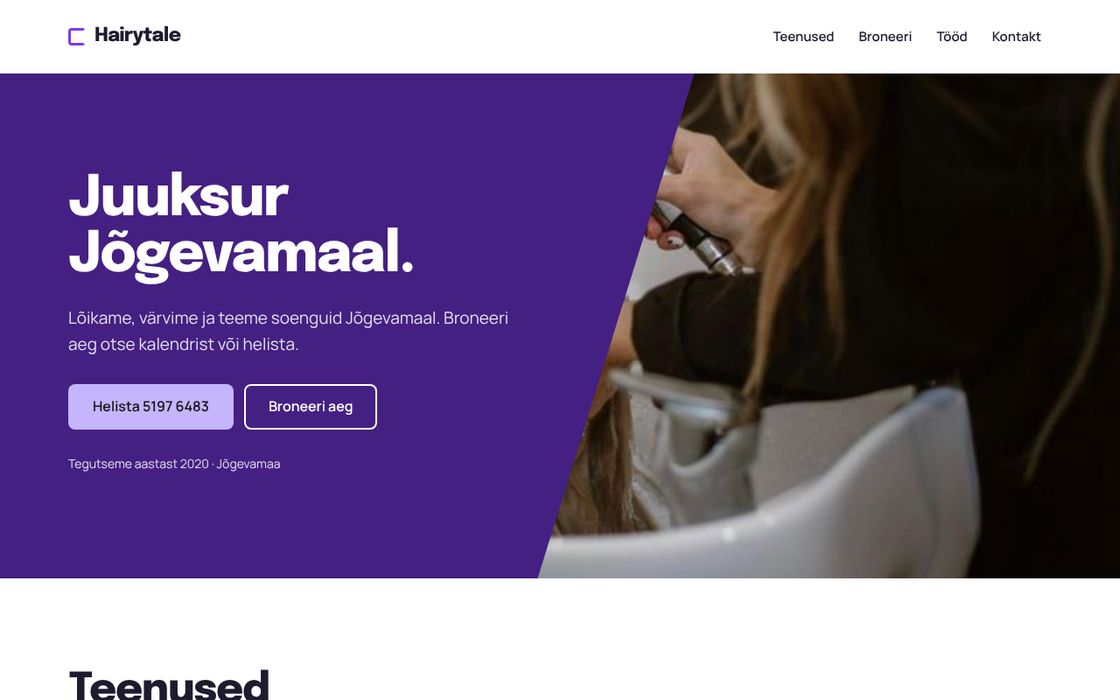 Hairytale
Teenused
Broneeri
Tööd
Kontakt
Juuksur
Jõgevamaal.
Lõikame, värvime ja teeme soenguid Jõgevamaal. Broneeri
aeg otse kalendrist või helista.
Helista 5197 6483
Broneeri aeg
Tegutseme aastast 2020 · Jõgevamaa
Teenused